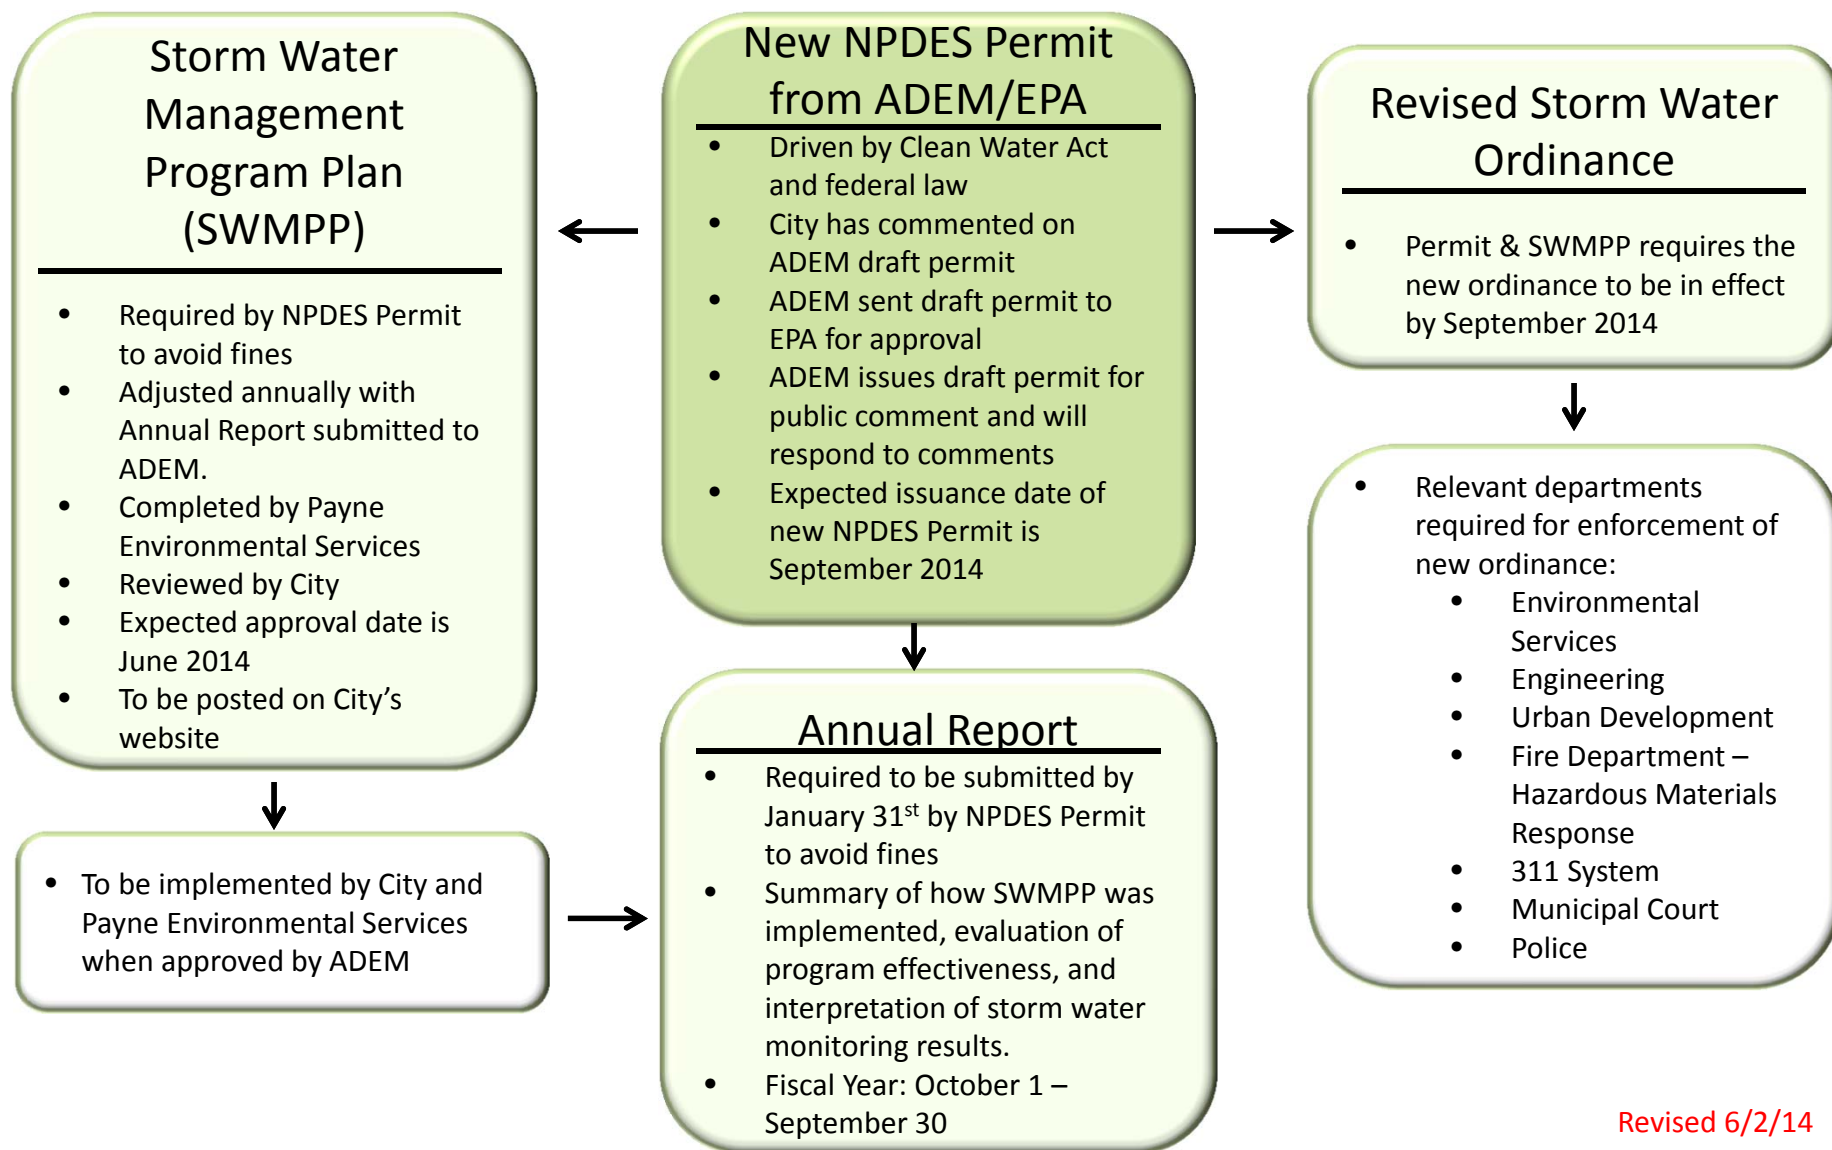 Storm Water
Management
Program Plan
(SWMPP)
• Required by NPDES Permit
to avoid fines
• Adjusted annually with
Annual Report submitted to
ADEM.
• Completed by Payne
Environmental Services
• Reviewed by City
• Expected approval date is
June 2014
• To be posted on City’s
website
• To be implemented by City and
Payne Environmental Services
when approved by ADEM
New NPDES Permit
from ADEM/EPA
• Driven by Clean Water Act
and federal law
• City has commented on
ADEM draft permit
• ADEM sent draft permit to
EPA for approval
• ADEM issues draft permit for
public comment and will
respond to comments
• Expected issuance date of
new NPDES Permit is
September 2014
Annual Report
• Required to be submitted by
January 31st by NPDES Permit
to avoid fines
• Summary of how SWMPP was
implemented, evaluation of
program effectiveness, and
interpretation of storm water
monitoring results.
• Fiscal Year: October 1 –
September 30
Revised Storm Water
Ordinance
• Permit & SWMPP requires the
new ordinance to be in effect
by September 2014
• Relevant departments
required for enforcement of
new ordinance:
• Environmental
Services
• Engineering
• Urban Development
• Fire Department –
Hazardous Materials
Response
• 311 System
• Municipal Court
• Police
Revised 6/2/14